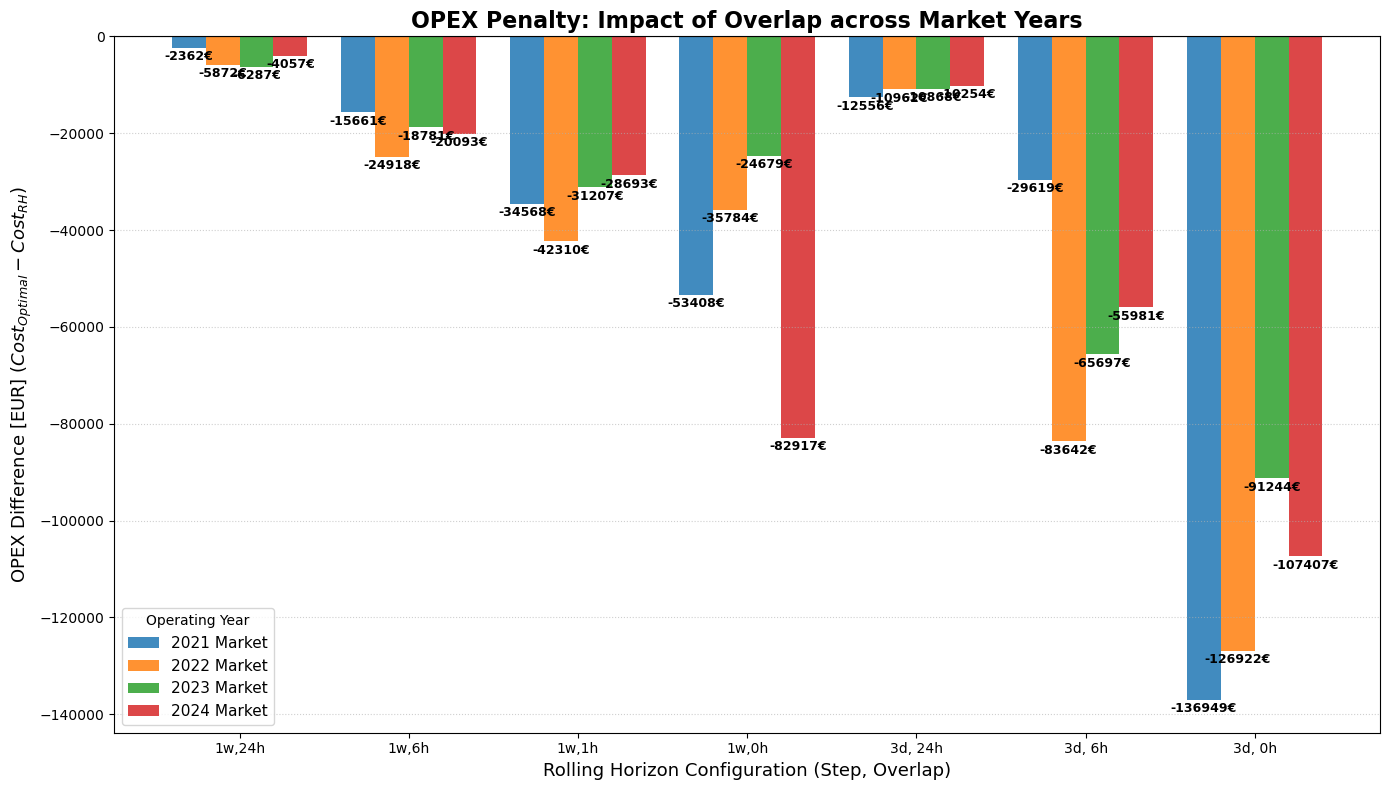 OPEX Penalty: Impact of Overlap across Market Years
OPEX Difference [EUR] (Cost_Optimal − Cost_RH)
0
−20000
−40000
−60000
−80000
−100000
−120000
−140000
-2362€
-5872€
-6287€
-4057€
-15661€
-24918€
-18781€
-20093€
-34568€
-42310€
-31207€
-28693€
-53408€
-35784€
-24679€
-82917€
-12556€
-10962€
-10868€
-10254€
-29619€
-83642€
-65697€
-55981€
-136949€
-126922€
-91244€
-107407€
Operating Year
2021 Market
2022 Market
2023 Market
2024 Market
1w,24h
1w,6h
1w,1h
1w,0h
3d, 24h
3d, 6h
3d, 0h
Rolling Horizon Configuration (Step, Overlap)